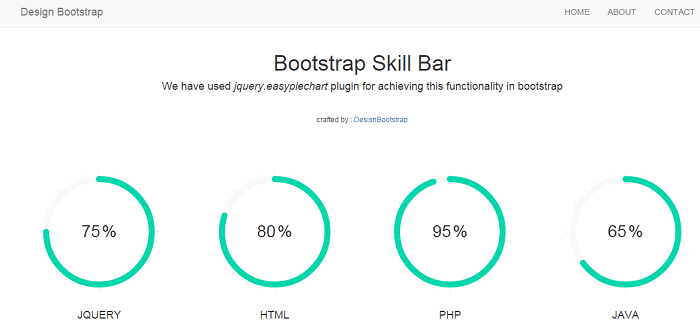 Design Bootstrap HOME ABOUT CONTACT
Bootstrap Skill Bar
We have used jquery.easypiechart plugin for achieving this functionality in bootstrap
crafted by : DesisnBootstrap
75% 80% 95% 65%
JQUERY HTML PHP JAVA